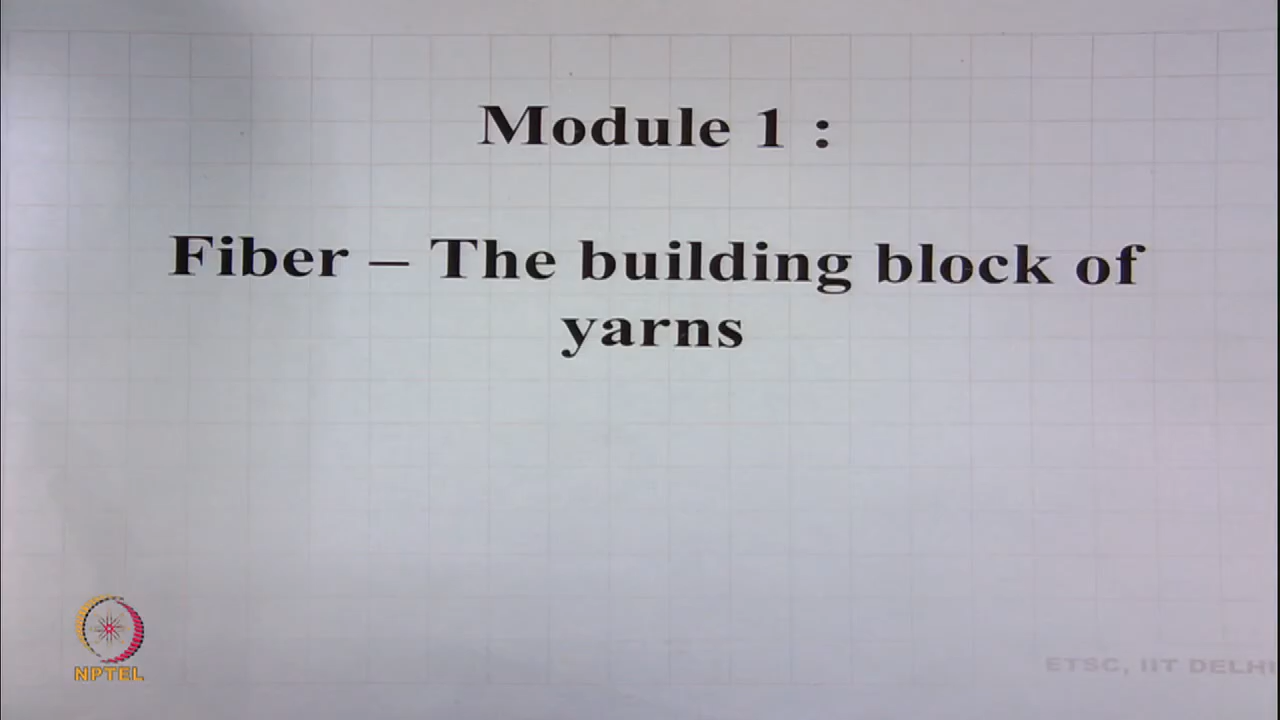 Module 1 :
Fiber – The building block of
yarns
NPTEL
ETSC, IIT DELHI